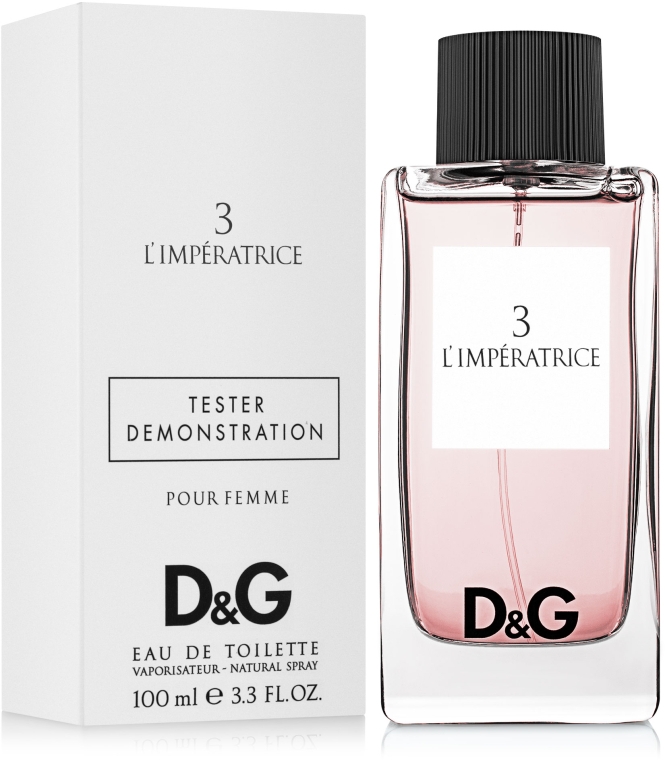 3
L'IMPÉRATRICE
TESTER
DEMONSTRATION
POUR FEMME
D&G
EAU DE TOILETTE
VAPORISATEUR - NATURAL SPRAY
100 ml ℮ 3.3 FL.OZ.
3
L'IMPÉRATRICE
D&G